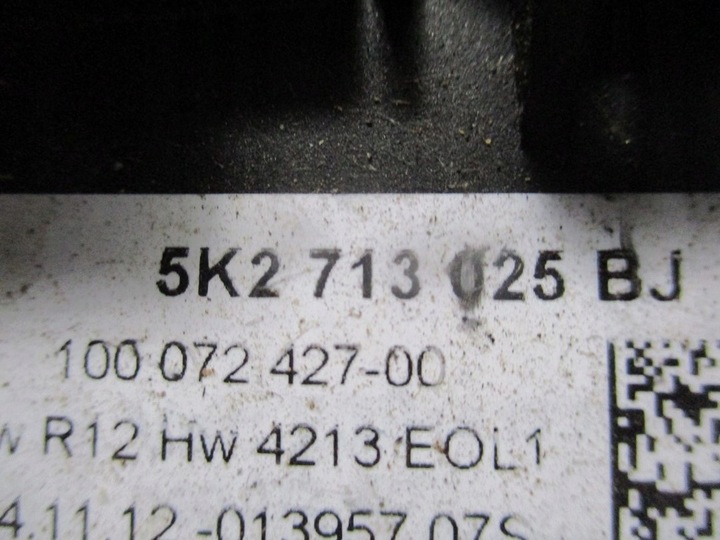 5K2 713 025 BJ
100 072 427-00
w R12 Hw 4213 EOL1
4.11.12 -013957 07S